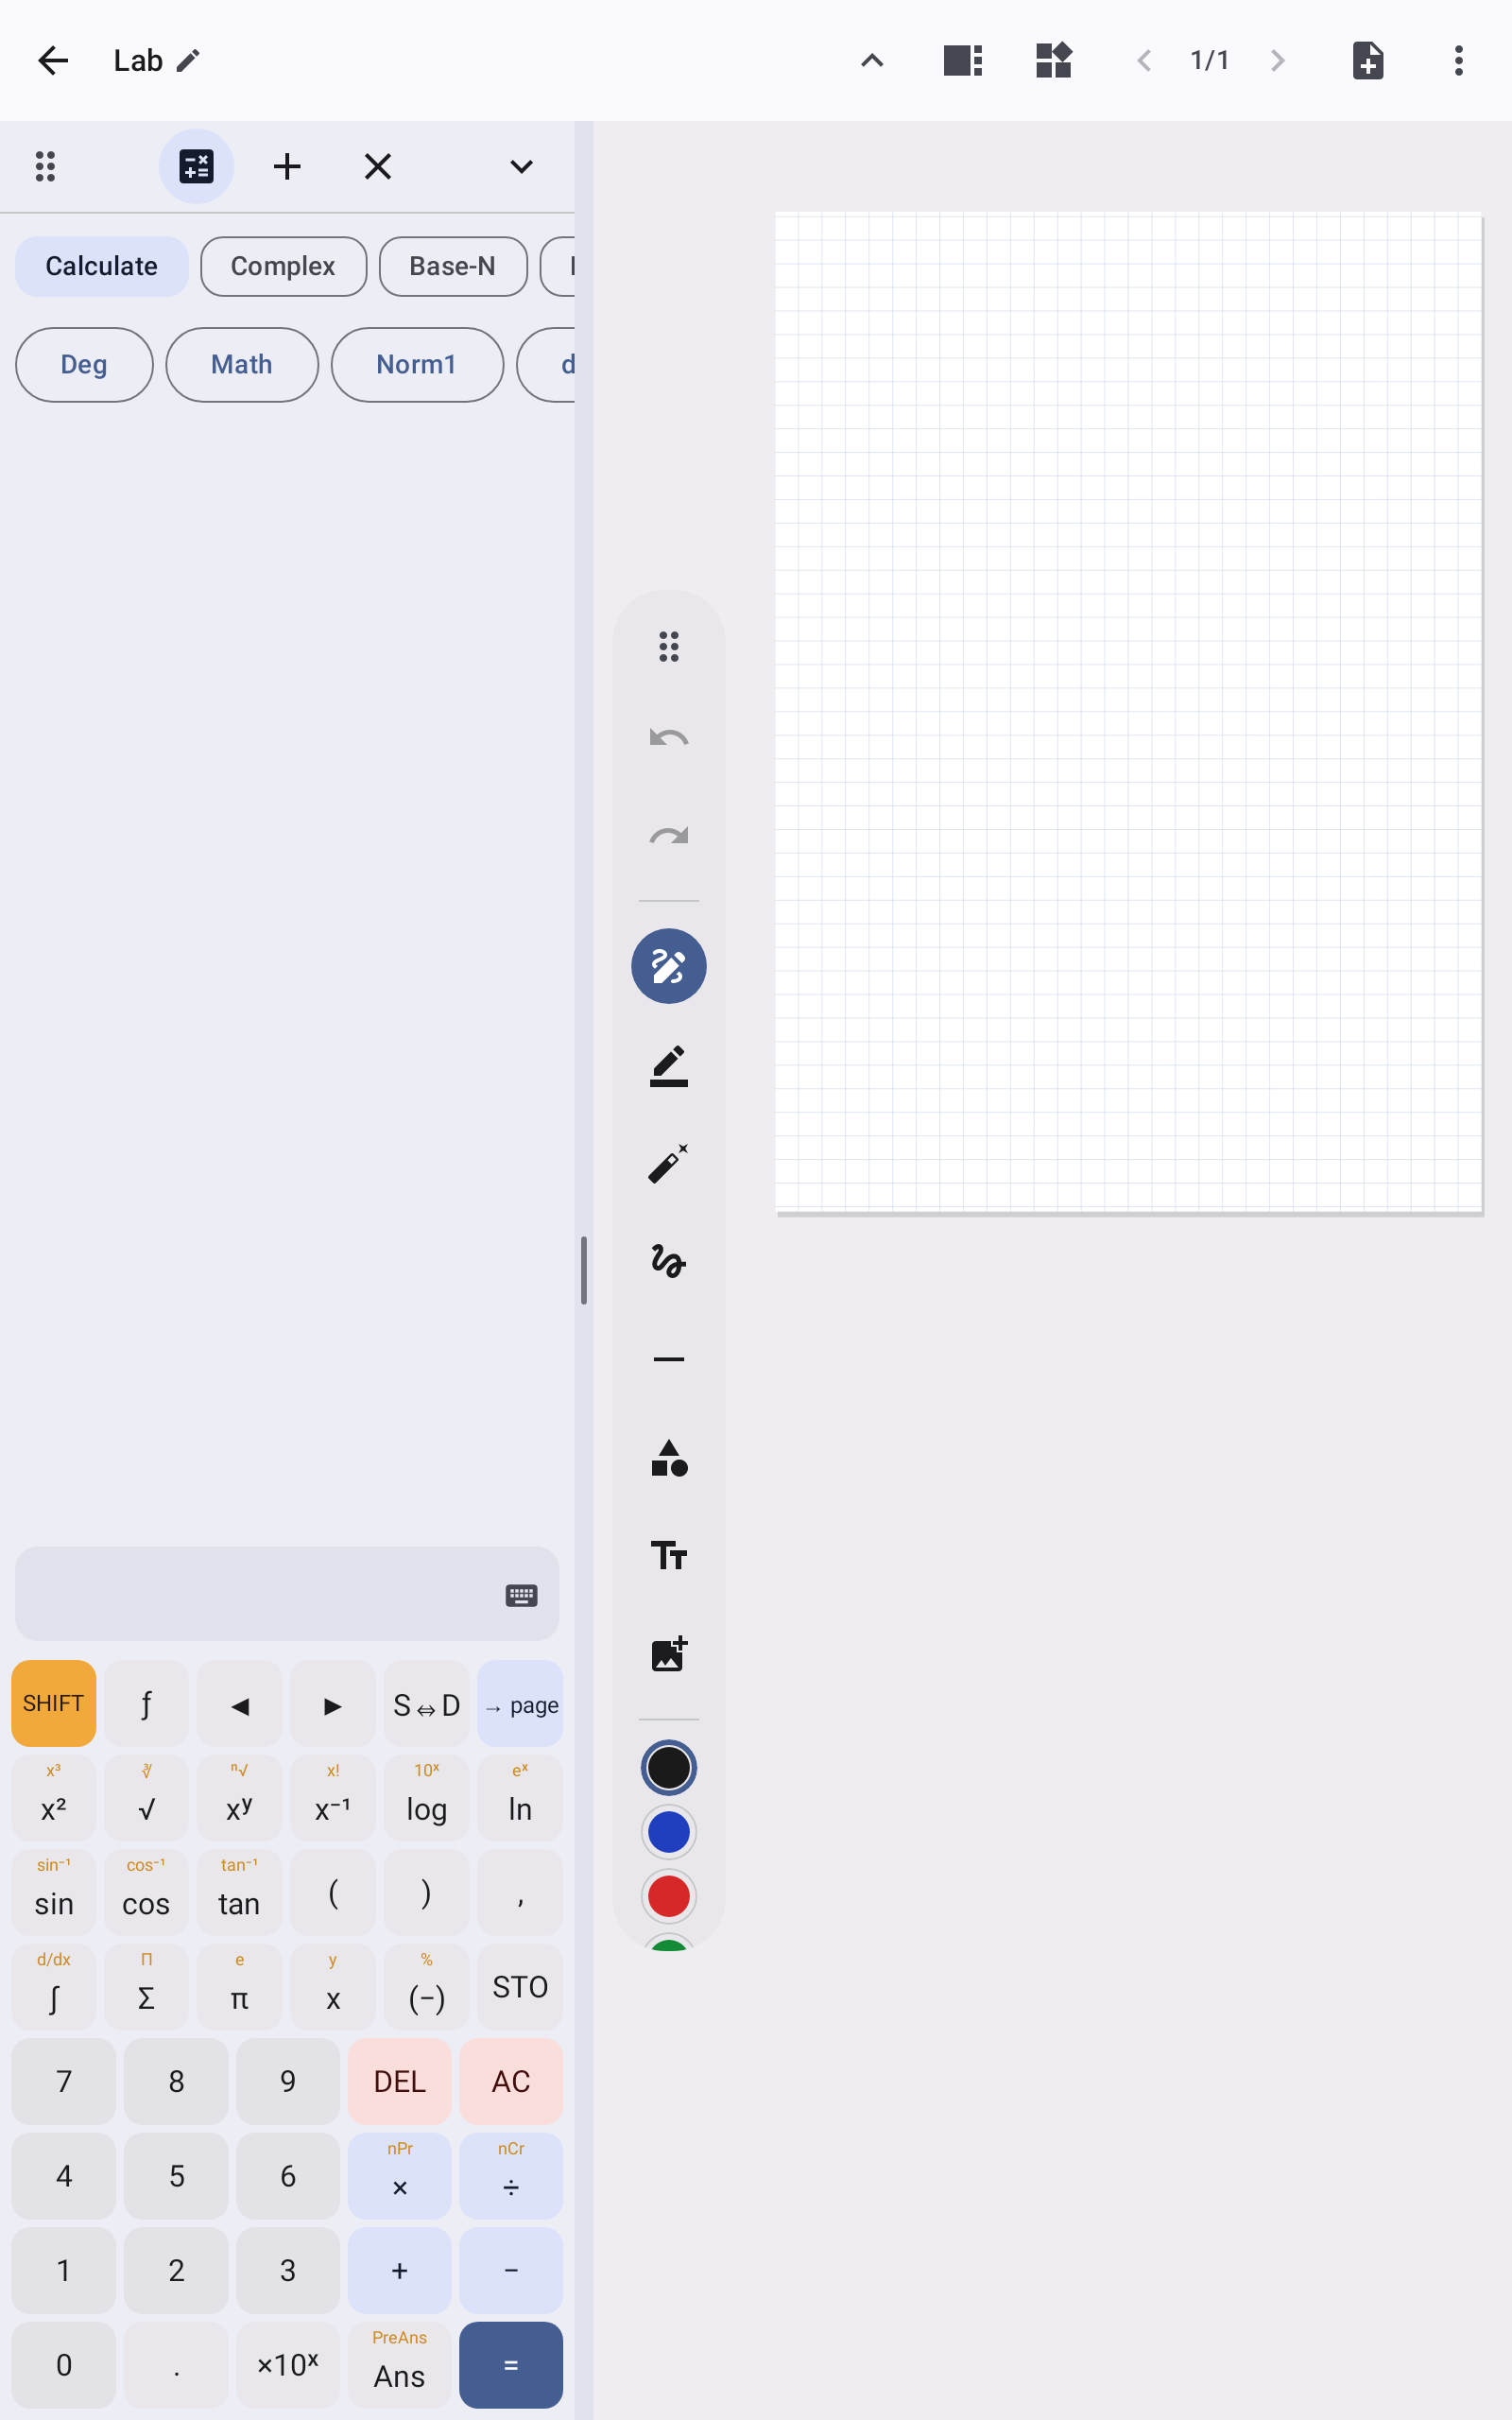 Lab
1/1
Calculate Complex Base-N
Deg Math Norm1 d
SHIFT ƒ ◄ ► S⇔D → page
x³ ∛ ⁿ√ x! 10ˣ eˣ
x² √ xʸ x⁻¹ log ln
sin⁻¹ cos⁻¹ tan⁻¹
sin cos tan ( ) ,
d/dx Π e y %
∫ Σ π x (−) STO
7 8 9 DEL AC
nPr nCr
4 5 6 × ÷
1 2 3 + −
PreAns
0 . ×10ˣ Ans =